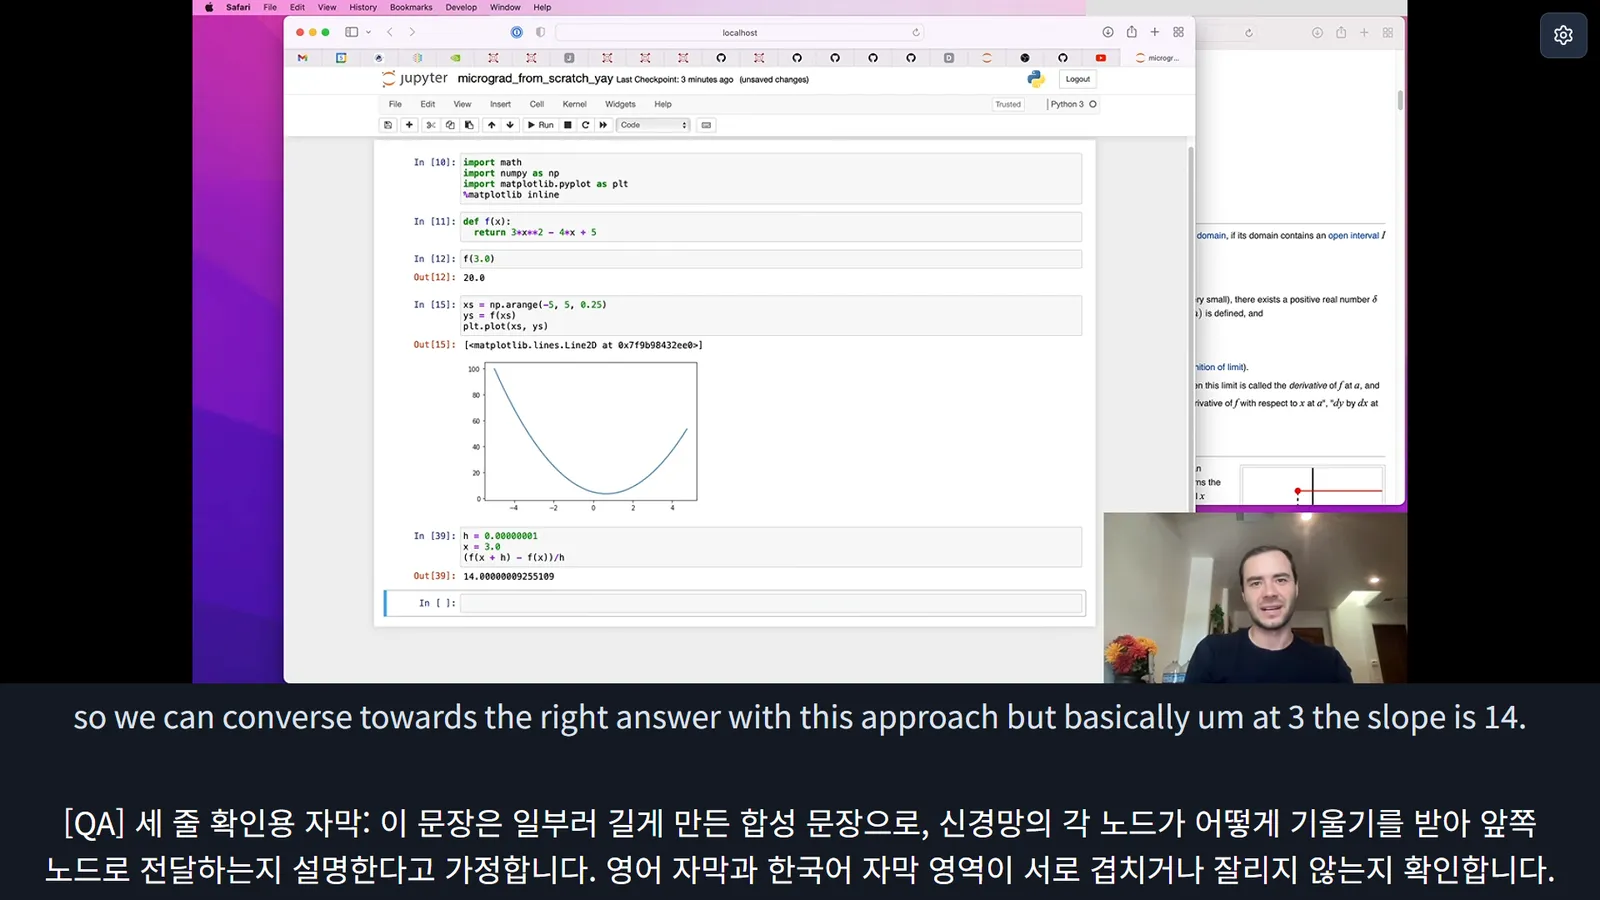 Safari File Edit View History Bookmarks Develop Window Help
localhost
microgr...
jupyter micrograd_from_scratch_yay Last Checkpoint: 3 minutes ago (unsaved changes)
Logout
File Edit View Insert Cell Kernel Widgets Help
Trusted
Python 3
Run
Code
In [10]:
import math
import numpy as np
import matplotlib.pyplot as plt
%matplotlib inline
In [11]:
def f(x):
return 3*x**2 - 4*x + 5
In [12]:
f(3.0)
Out[12]:
20.0
In [15]:
xs = np.arange(-5, 5, 0.25)
ys = f(xs)
plt.plot(xs, ys)
Out[15]:
[<matplotlib.lines.Line2D at 0x7f9b98432ee0>]
100
80
60
40
20
0
−4 −2 0 2 4
In [39]:
h = 0.00000001
x = 3.0
(f(x + h) - f(x))/h
Out[39]:
14.00000009255109
In [ ]:
domain, if its domain contains an open interval I
ry small), there exists a positive real number δ
) is defined, and
nition of limit).
en this limit is called the derivative of f at a, and
rivative of f with respect to x at a", "dy by dx at
n
ms the
x
so we can converse towards the right answer with this approach but basically um at 3 the slope is 14.
[QA] 세 줄 확인용 자막: 이 문장은 일부러 길게 만든 합성 문장으로, 신경망의 각 노드가 어떻게 기울기를 받아 앞쪽
노드로 전달하는지 설명한다고 가정합니다. 영어 자막과 한국어 자막 영역이 서로 겹치거나 잘리지 않는지 확인합니다.